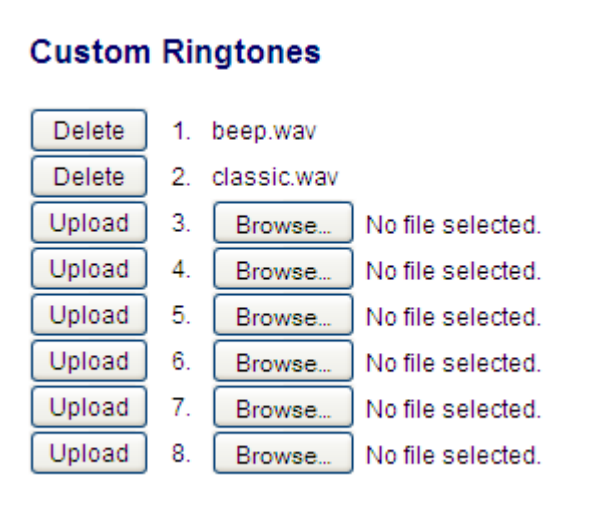 Custom Ringtones
Delete 1. beep.wav
Delete 2. classic.wav
Upload 3. Browse... No file selected.
Upload 4. Browse... No file selected.
Upload 5. Browse... No file selected.
Upload 6. Browse... No file selected.
Upload 7. Browse... No file selected.
Upload 8. Browse... No file selected.